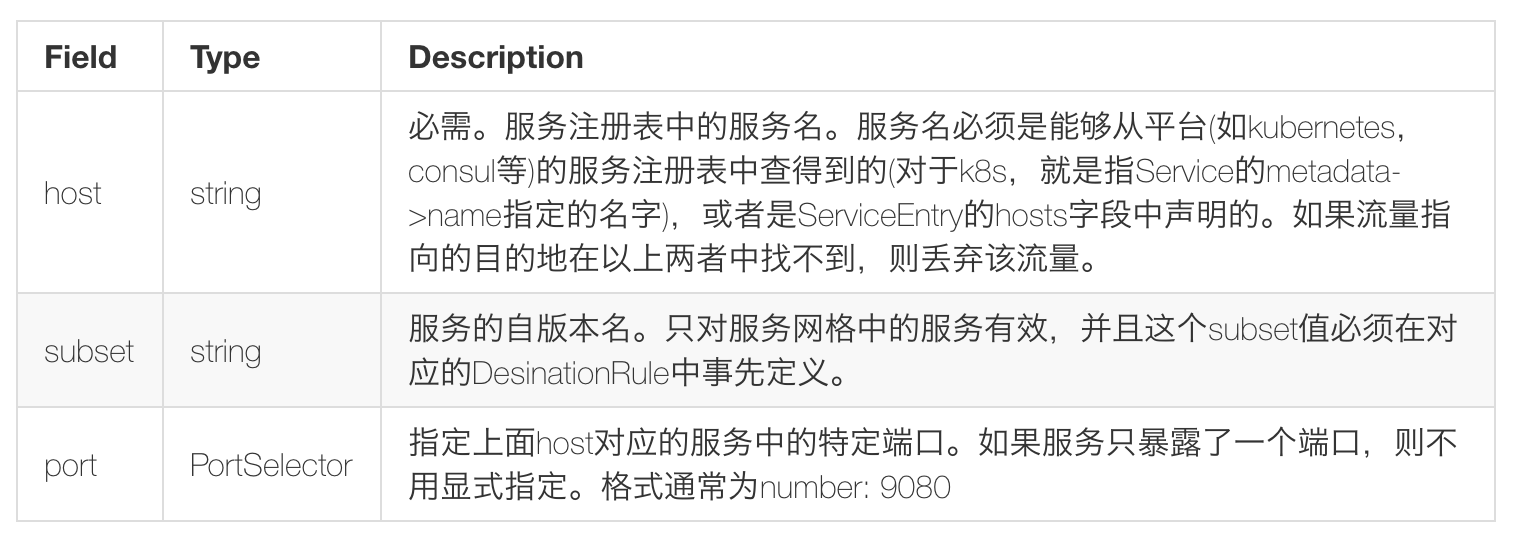 Field Type Description
host string
必需。服务注册表中的服务名。服务名必须是能够从平台(如kubernetes，
consul等)的服务注册表中查得到的(对于k8s，就是指Service的metadata-
>name指定的名字)，或者是ServiceEntry的hosts字段中声明的。如果流量指
向的目的地在以上两者中找不到，则丢弃该流量。
subset string
服务的自版本名。只对服务网格中的服务有效，并且这个subset值必须在对
应的DesinationRule中事先定义。
port PortSelector
指定上面host对应的服务中的特定端口。如果服务只暴露了一个端口，则不
用显式指定。格式通常为number: 9080